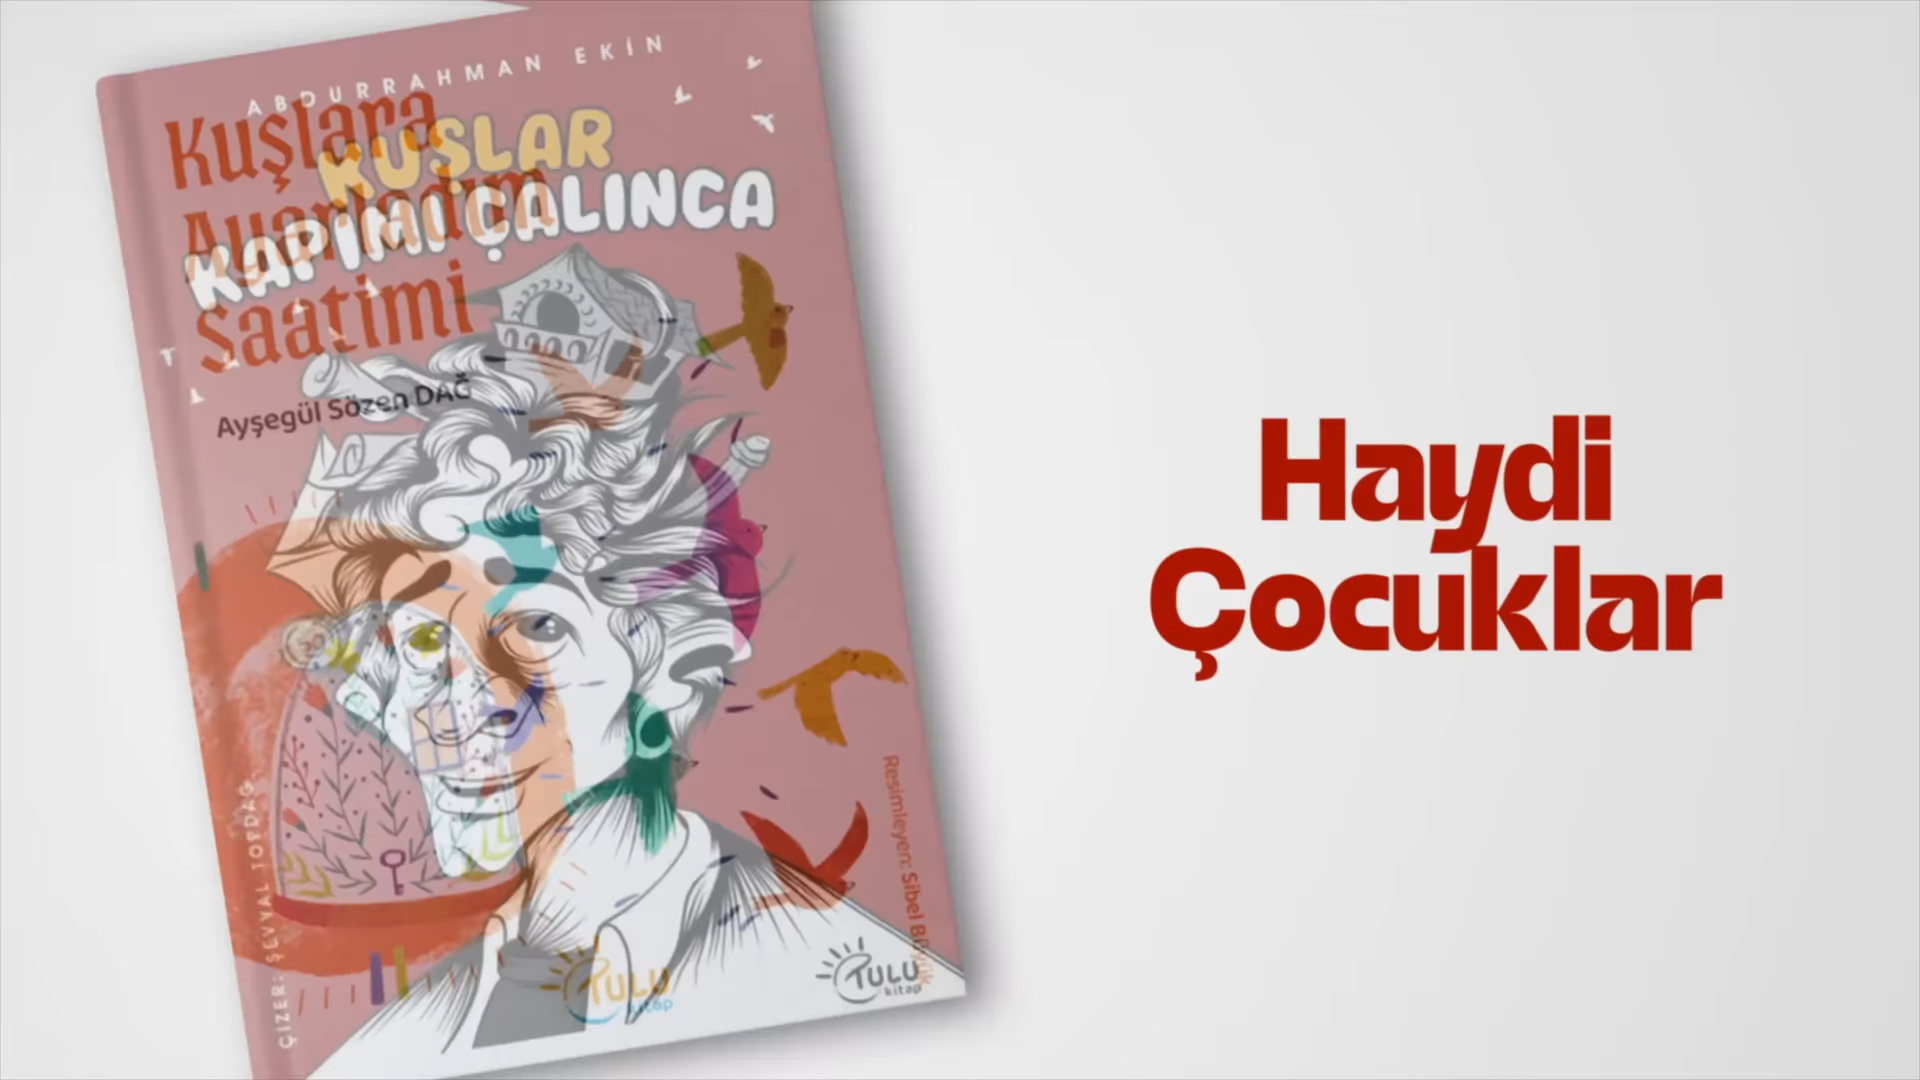 ABDURRAHMAN EKİN
KUŞLAR
KAPIMI ÇALINCA
Kuşlara
Ayarladım
Saatimi
Ayşegül Sözen DAĞ
Haydi
Çocuklar
Resimleyen: Sibel
ÇİZER: ŞEVVAL TOPDAĞ
TULU
kitap
TULU
kitap